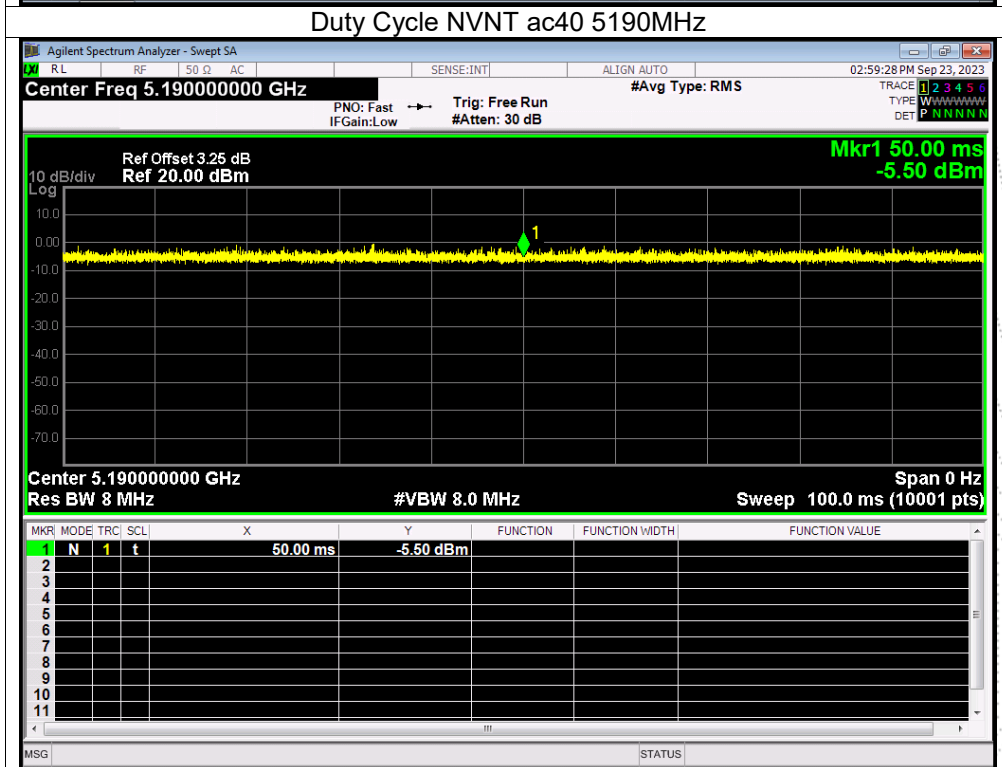 Duty Cycle NVNT ac40 5190MHz
Agilent Spectrum Analyzer - Swept SA
LXI RL RF 50 Ω AC SENSE:INT ALIGN AUTO 02:59:28 PM Sep 23, 2023
Center Freq 5.190000000 GHz #Avg Type: RMS TRACE 1 2 3 4 5 6
PNO: Fast Trig: Free Run TYPE WWWWWW
IFGain:Low #Atten: 30 dB DET P N N N N N
Mkr1 50.00 ms
Ref Offset 3.25 dB
10 dB/div Ref 20.00 dBm -5.50 dBm
Log
10.0
1
0.00
-10.0
-20.0
-30.0
-40.0
-50.0
-60.0
-70.0
Center 5.190000000 GHz Span 0 Hz
Res BW 8 MHz #VBW 8.0 MHz Sweep 100.0 ms (10001 pts)
MKR MODE TRC SCL X Y FUNCTION FUNCTION WIDTH FUNCTION VALUE
1 N 1 t 50.00 ms -5.50 dBm
2
3
4
5
6
7
8
9
10
11
MSG STATUS